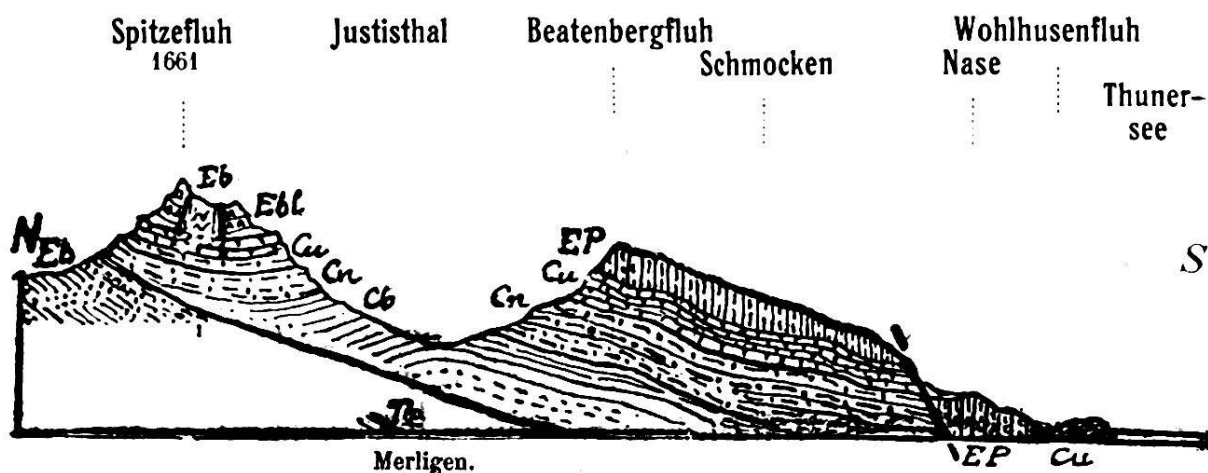 Spitzefluh
1661
Justisthal
Beatenbergfluh
Schmocken
Wohlhusenfluh
Nase
Thuner-
see
N
S
Eb
Eb
Ebl
Cu
Cn
Cb
EP
Cu
Cn
EP
Cu
Merligen.